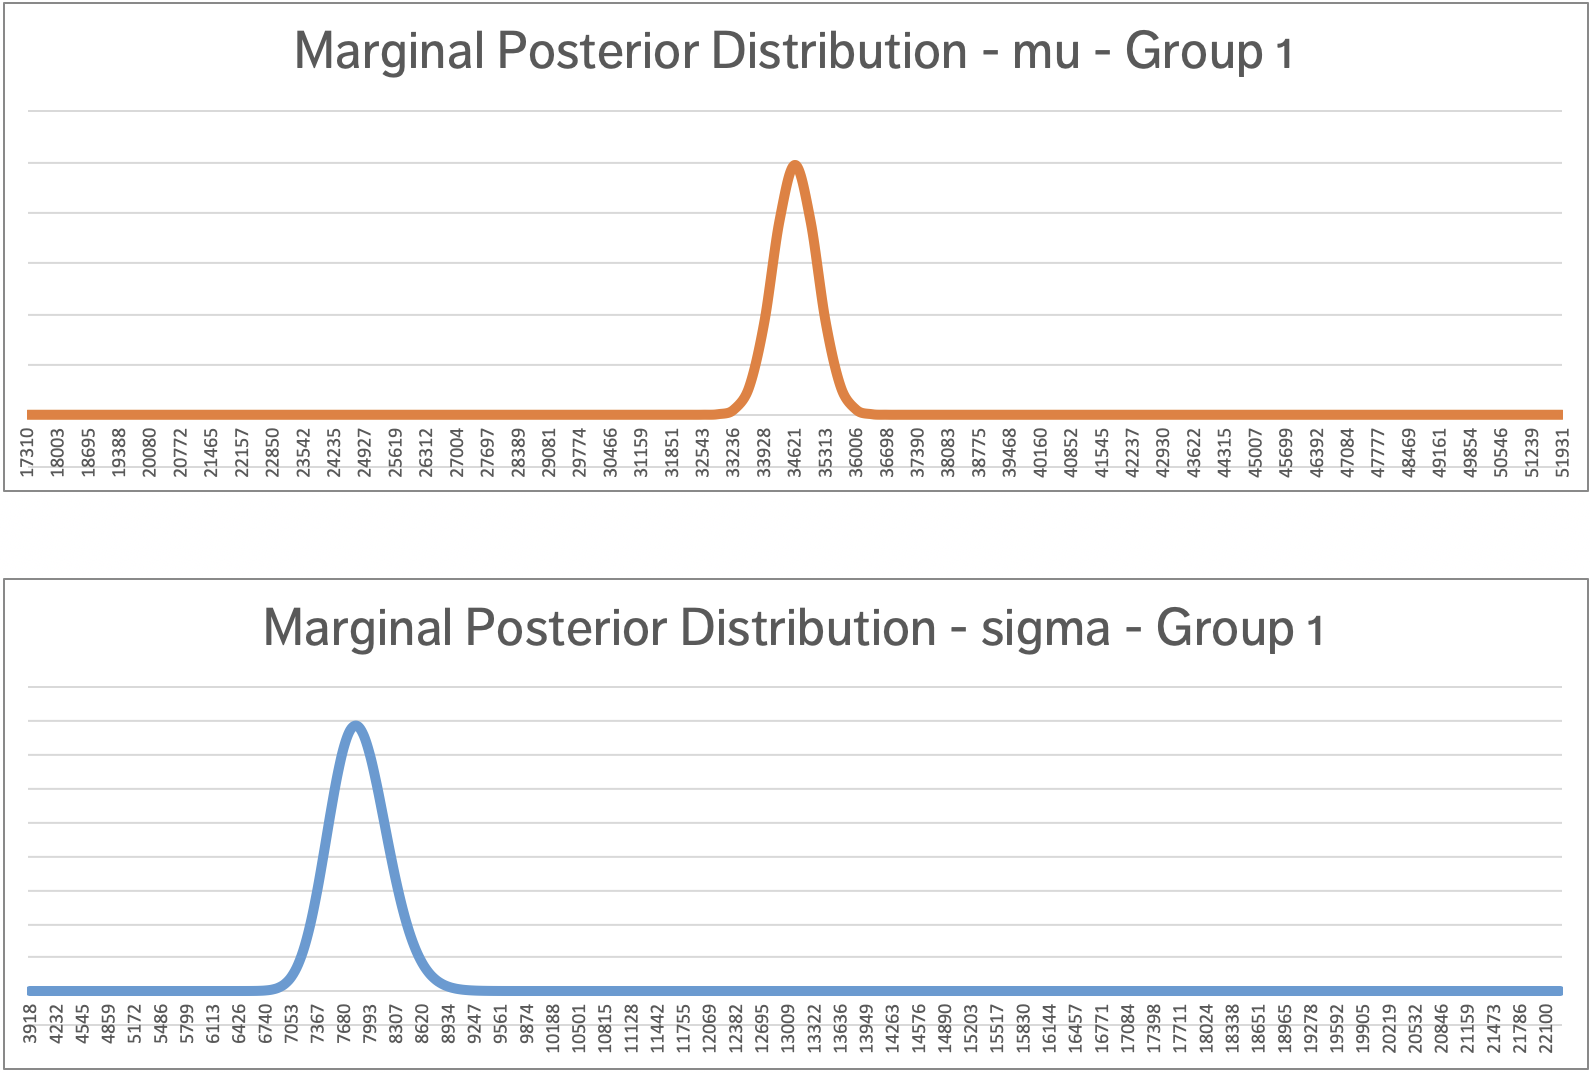 Marginal Posterior Distribution - mu - Group 1
17310 18003 18695 19388 20080 20772 21465 22157 22850 23542 24235 24927 25619 26312 27004 27697 28389 29081 29774 30466 31159 31851 32543 33236 33928 34621 35313 36006 36698 37390 38083 38775 39468 40160 40852 41545 42237 42930 43622 44315 45007 45699 46392 47084 47777 48469 49161 49854 50546 51239 51931
Marginal Posterior Distribution - sigma - Group 1
3918 4232 4545 4859 5172 5486 5799 6113 6426 6740 7053 7367 7680 7993 8307 8620 8934 9247 9561 9874 10188 10501 10815 11128 11442 11755 12069 12382 12695 13009 13322 13636 13949 14263 14576 14890 15203 15517 15830 16144 16457 16771 17084 17398 17711 18024 18338 18651 18965 19278 19592 19905 20219 20532 20846 21159 21473 21786 22100